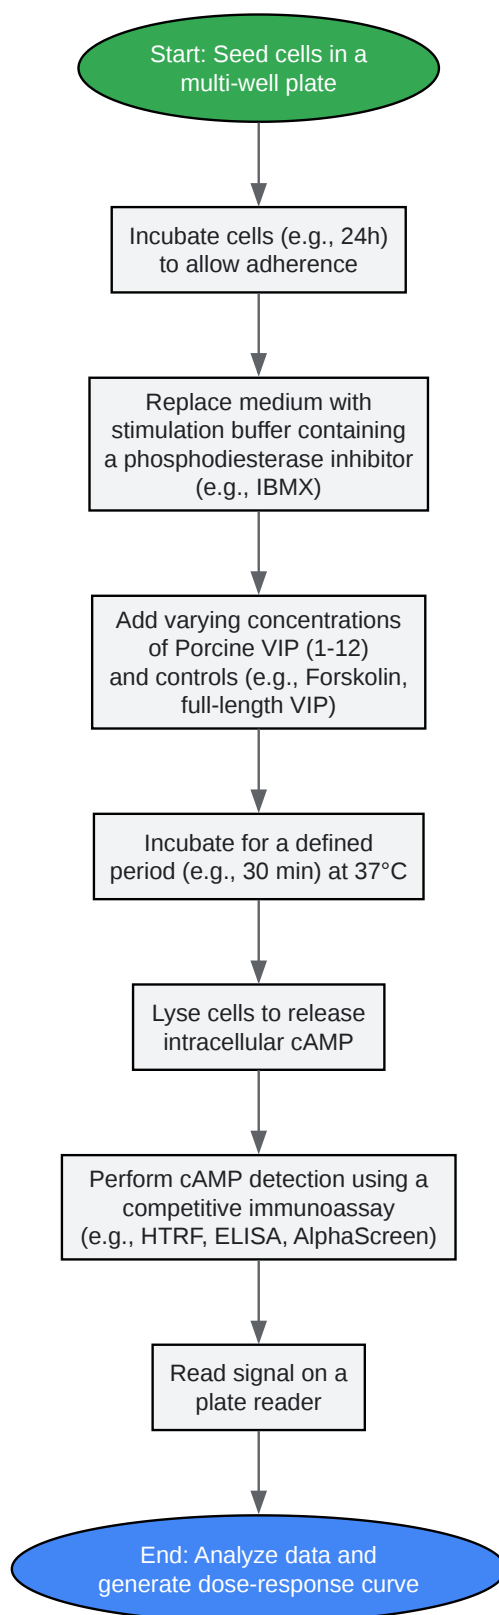 Start: Seed cells in a
multi-well plate
Incubate cells (e.g., 24h)
to allow adherence
Replace medium with
stimulation buffer containing
a phosphodiesterase inhibitor
(e.g., IBMX)
Add varying concentrations
of Porcine VIP (1-12)
and controls (e.g., Forskolin,
full-length VIP)
Incubate for a defined
period (e.g., 30 min) at 37°C
Lyse cells to release
intracellular cAMP
Perform cAMP detection using a
competitive immunoassay
(e.g., HTRF, ELISA, AlphaScreen)
Read signal on a
plate reader
End: Analyze data and
generate dose-response curve